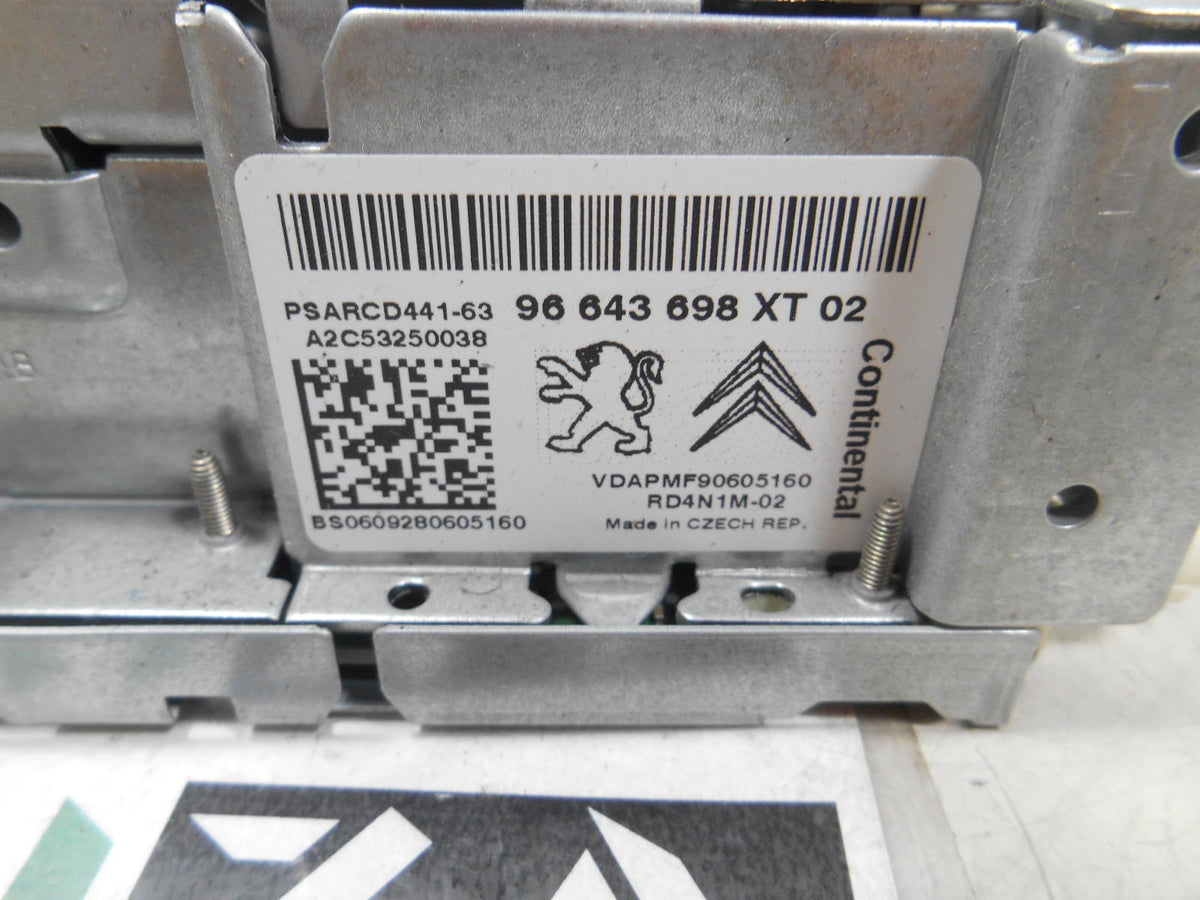 PSARCD441-63 96 643 698 XT 02
A2C53250038
Continental
VDAPMF90605160
RD4N1M-02
BS0609280605160
Made in CZECH REP.